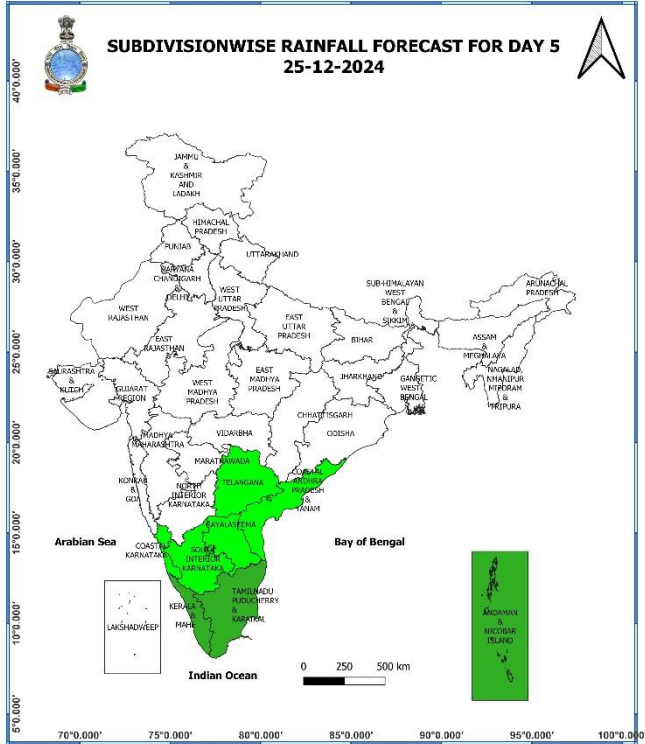 SUBDIVISIONWISE RAINFALL FORECAST FOR DAY 5
25-12-2024
40°0.000'
35°0.000'
30°0.000'
25°0.000'
20°0.000'
15°0.000'
10°0.000'
5°0.000'
JAMMU
&
KASHMIR
AND
LADAKH
HIMACHAL
PRADESH
PUNJAB
UTTARAKHAND
HARYANA
CHANDIGARH
&
DELHI
WEST
UTTAR
PRADESH
SUB-HIMALAYAN
WEST
BENGAL
&
SIKKIM
ARUNACHAL
PRADESH
WEST
RAJASTHAN
EAST
RAJASTHAN
EAST
UTTAR
PRADESH
BIHAR
ASSAM
&
MEGHALAYA
SAURASHTRA
&
KUTCH
GUJARAT
REGION
WEST
MADHYA
PRADESH
EAST
MADHYA
PRADESH
JHARKHAND
GANGETIC
WEST
BENGAL
NAGALAD
NMANIPUR
MIZORAM
&
TRIPURA
CHHATTISGARH
ODISHA
MADHYA
MAHARASHTRA
VIDARBHA
MARATHAWADA
KONKAN
&
GOA
NORTH
INTERIOR
KARNATAKA
TELANGANA
COASTAL
ANDHRA
PRADESH
&
YANAM
RAYALASEEMA
Arabian Sea
COASTAL
KARNATAKA
SOUTH
INTERIOR
KARNATAKA
Bay of Bengal
LAKSHADWEEP
KERALA
&
MAHE
TAMILNADU
PUDUCHERRY
&
KARAIKAL
ANDAMAN
&
NICOBAR
ISLAND
Indian Ocean
0 250 500 km
70°0.000' 75°0.000' 80°0.000' 85°0.000' 90°0.000' 95°0.000' 100°0.000'